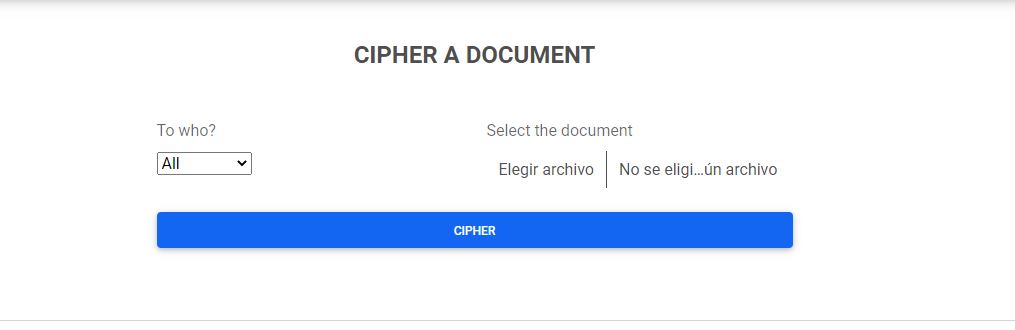 CIPHER A DOCUMENT
To who?
Select the document
All
Elegir archivo
No se eligi...ún archivo
CIPHER